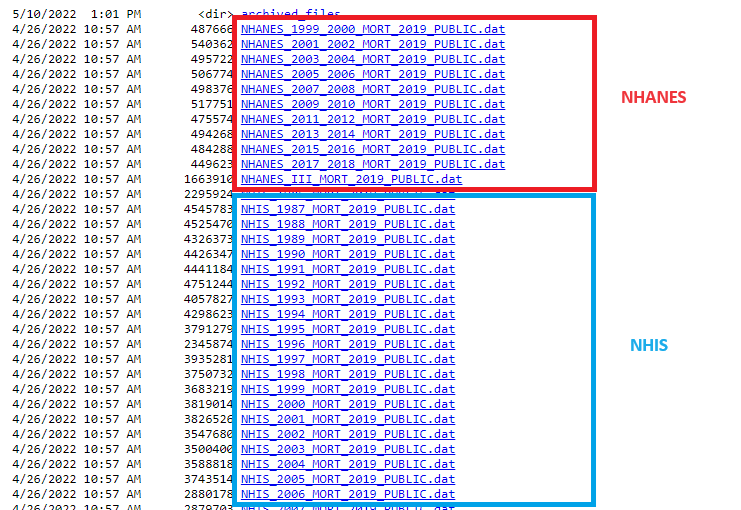 5/10/2022 1:01 PM <dir> archived_files
4/26/2022 10:57 AM 487666 NHANES_1999_2000_MORT_2019_PUBLIC.dat
4/26/2022 10:57 AM 540362 NHANES_2001_2002_MORT_2019_PUBLIC.dat
4/26/2022 10:57 AM 495722 NHANES_2003_2004_MORT_2019_PUBLIC.dat
4/26/2022 10:57 AM 506774 NHANES_2005_2006_MORT_2019_PUBLIC.dat
4/26/2022 10:57 AM 498376 NHANES_2007_2008_MORT_2019_PUBLIC.dat
4/26/2022 10:57 AM 517751 NHANES_2009_2010_MORT_2019_PUBLIC.dat
4/26/2022 10:57 AM 475574 NHANES_2011_2012_MORT_2019_PUBLIC.dat
4/26/2022 10:57 AM 494268 NHANES_2013_2014_MORT_2019_PUBLIC.dat
4/26/2022 10:57 AM 484288 NHANES_2015_2016_MORT_2019_PUBLIC.dat
4/26/2022 10:57 AM 449623 NHANES_2017_2018_MORT_2019_PUBLIC.dat
4/26/2022 10:57 AM 1663910 NHANES_III_MORT_2019_PUBLIC.dat
NHANES
4/26/2022 10:57 AM 2295924
4/26/2022 10:57 AM 4545783 NHIS_1987_MORT_2019_PUBLIC.dat
4/26/2022 10:57 AM 4525470 NHIS_1988_MORT_2019_PUBLIC.dat
4/26/2022 10:57 AM 4326373 NHIS_1989_MORT_2019_PUBLIC.dat
4/26/2022 10:57 AM 4426347 NHIS_1990_MORT_2019_PUBLIC.dat
4/26/2022 10:57 AM 4441184 NHIS_1991_MORT_2019_PUBLIC.dat
4/26/2022 10:57 AM 4751244 NHIS_1992_MORT_2019_PUBLIC.dat
4/26/2022 10:57 AM 4057827 NHIS_1993_MORT_2019_PUBLIC.dat
4/26/2022 10:57 AM 4298623 NHIS_1994_MORT_2019_PUBLIC.dat
4/26/2022 10:57 AM 3791279 NHIS_1995_MORT_2019_PUBLIC.dat
4/26/2022 10:57 AM 2345874 NHIS_1996_MORT_2019_PUBLIC.dat
4/26/2022 10:57 AM 3935281 NHIS_1997_MORT_2019_PUBLIC.dat
4/26/2022 10:57 AM 3750732 NHIS_1998_MORT_2019_PUBLIC.dat
4/26/2022 10:57 AM 3683219 NHIS_1999_MORT_2019_PUBLIC.dat
4/26/2022 10:57 AM 3819014 NHIS_2000_MORT_2019_PUBLIC.dat
4/26/2022 10:57 AM 3826526 NHIS_2001_MORT_2019_PUBLIC.dat
4/26/2022 10:57 AM 3547680 NHIS_2002_MORT_2019_PUBLIC.dat
4/26/2022 10:57 AM 3500400 NHIS_2003_MORT_2019_PUBLIC.dat
4/26/2022 10:57 AM 3588818 NHIS_2004_MORT_2019_PUBLIC.dat
4/26/2022 10:57 AM 3743514 NHIS_2005_MORT_2019_PUBLIC.dat
4/26/2022 10:57 AM 2880178 NHIS_2006_MORT_2019_PUBLIC.dat
4/26/2022 10:57 AM 2879703
NHIS